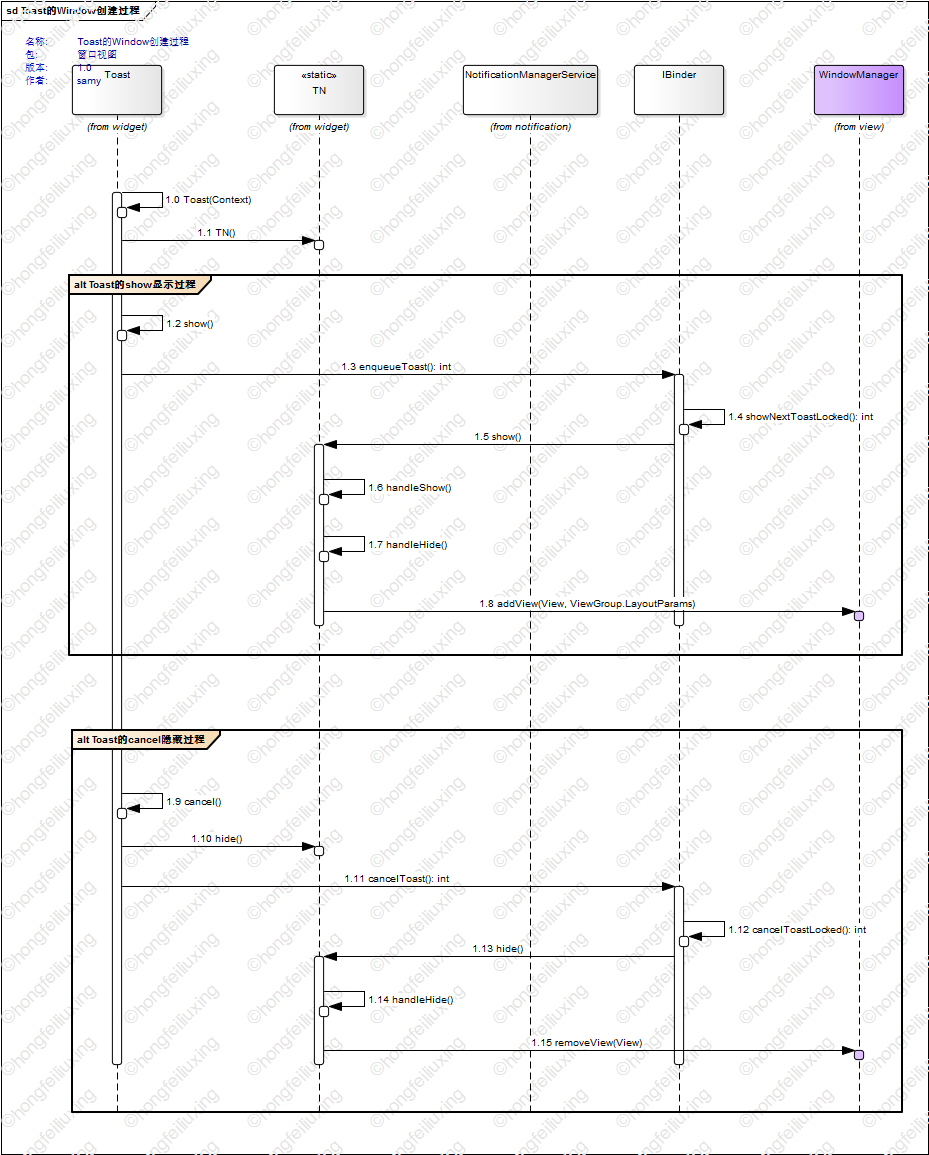 sd Toast的Window创建过程
名称: Toast的Window创建过程
包: 窗口视图
版本: 1.0
作者: samy
Toast
(from widget)
«static»
TN
(from widget)
NotificationManagerService
(from notification)
IBinder
WindowManager
(from view)
1.0 Toast(Context)
1.1 TN()
alt Toast的show显示过程
1.2 show()
1.3 enqueueToast(): int
1.4 showNextToastLocked(): int
1.5 show()
1.6 handleShow()
1.7 handleHide()
1.8 addView(View, ViewGroup.LayoutParams)
alt Toast的cancel隐藏过程
1.9 cancel()
1.10 hide()
1.11 cancelToast(): int
1.12 cancelToastLocked(): int
1.13 hide()
1.14 handleHide()
1.15 removeView(View)
©hongfeiliuxing